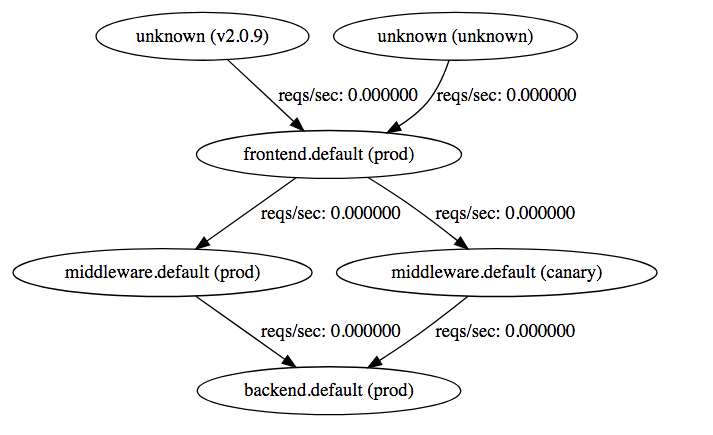 unknown (v2.0.9)
unknown (unknown)
reqs/sec: 0.000000
reqs/sec: 0.000000
frontend.default (prod)
reqs/sec: 0.000000
reqs/sec: 0.000000
middleware.default (prod)
middleware.default (canary)
reqs/sec: 0.000000
reqs/sec: 0.000000
backend.default (prod)